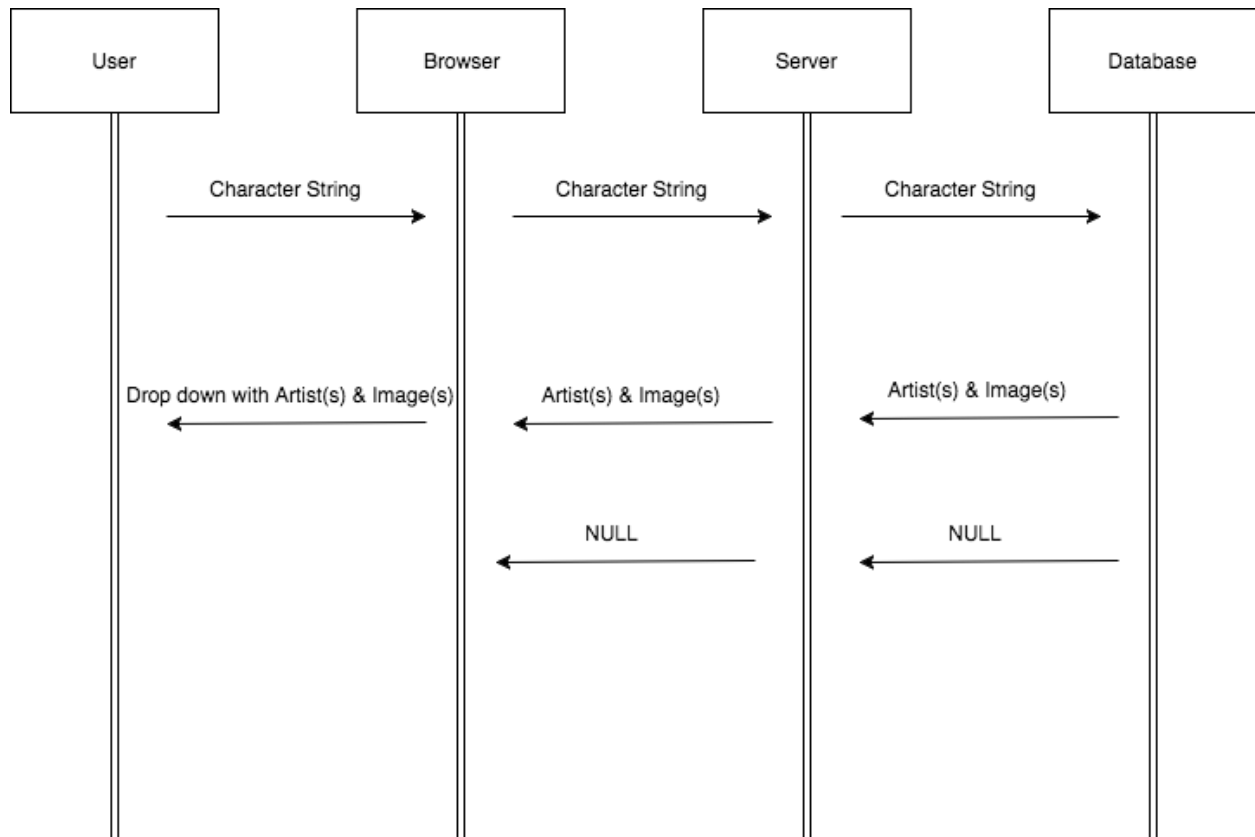 User
Browser
Server
Database
Character String
Character String
Character String
Drop down with Artist(s) & Image(s)
Artist(s) & Image(s)
Artist(s) & Image(s)
NULL
NULL